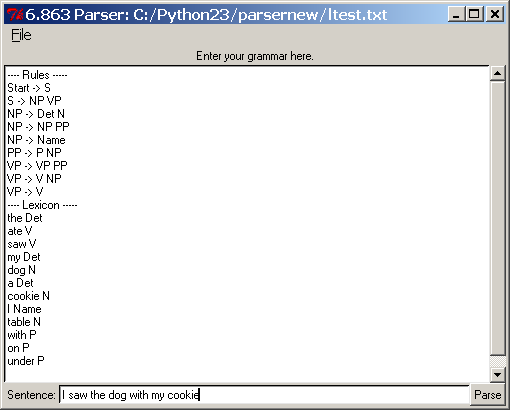 6.863 Parser: C:/Python23/parsernew/ltest.txt
File
Enter your grammar here.
---- Rules -----
Start -> S
S -> NP VP
NP -> Det N
NP -> NP PP
NP -> Name
PP -> P NP
VP -> VP PP
VP -> V NP
VP -> V
---- Lexicon -----
the Det
ate V
saw V
my Det
dog N
a Det
cookie N
I Name
table N
with P
on P
under P
Sentence: I saw the dog with my cookie Parse